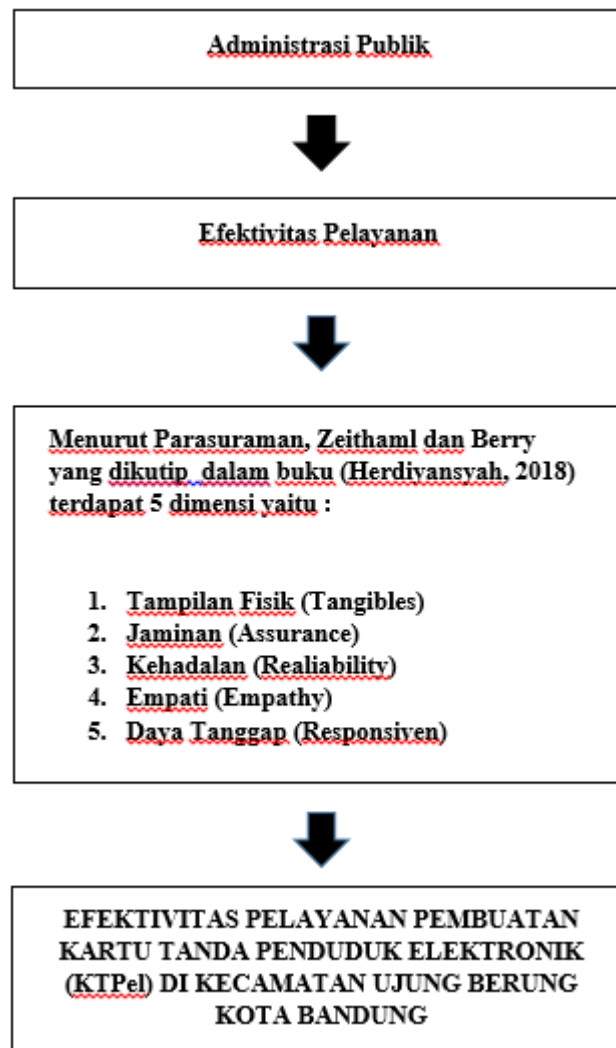 Administrasi Publik
Efektivitas Pelayanan
Menurut Parasuraman, Zeithaml dan Berry
yang dikutip dalam buku (Herdiyansyah, 2018)
terdapat 5 dimensi yaitu :
1. Tampilan Fisik (Tangibles)
2. Jaminan (Assurance)
3. Kehadalan (Realiability)
4. Empati (Empathy)
5. Daya Tanggap (Responsiven)
EFEKTIVITAS PELAYANAN PEMBUATAN
KARTU TANDA PENDUDUK ELEKTRONIK
(KTPel) DI KECAMATAN UJUNG BERUNG
KOTA BANDUNG